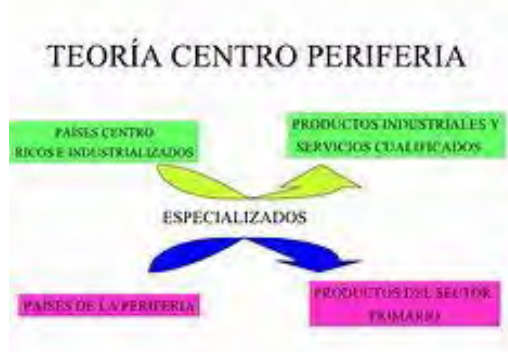 TEORÍA CENTRO PERIFERIA
PAÍSES CENTRO
RICOS E INDUSTRIALIZADOS
PRODUCTOS INDUSTRIALES Y
SERVICIOS CUALIFICADOS
ESPECIALIZADOS
PAISES DE LA PERIFERIA
PRODUCTOS DEL SECTOR
PRIMARIO